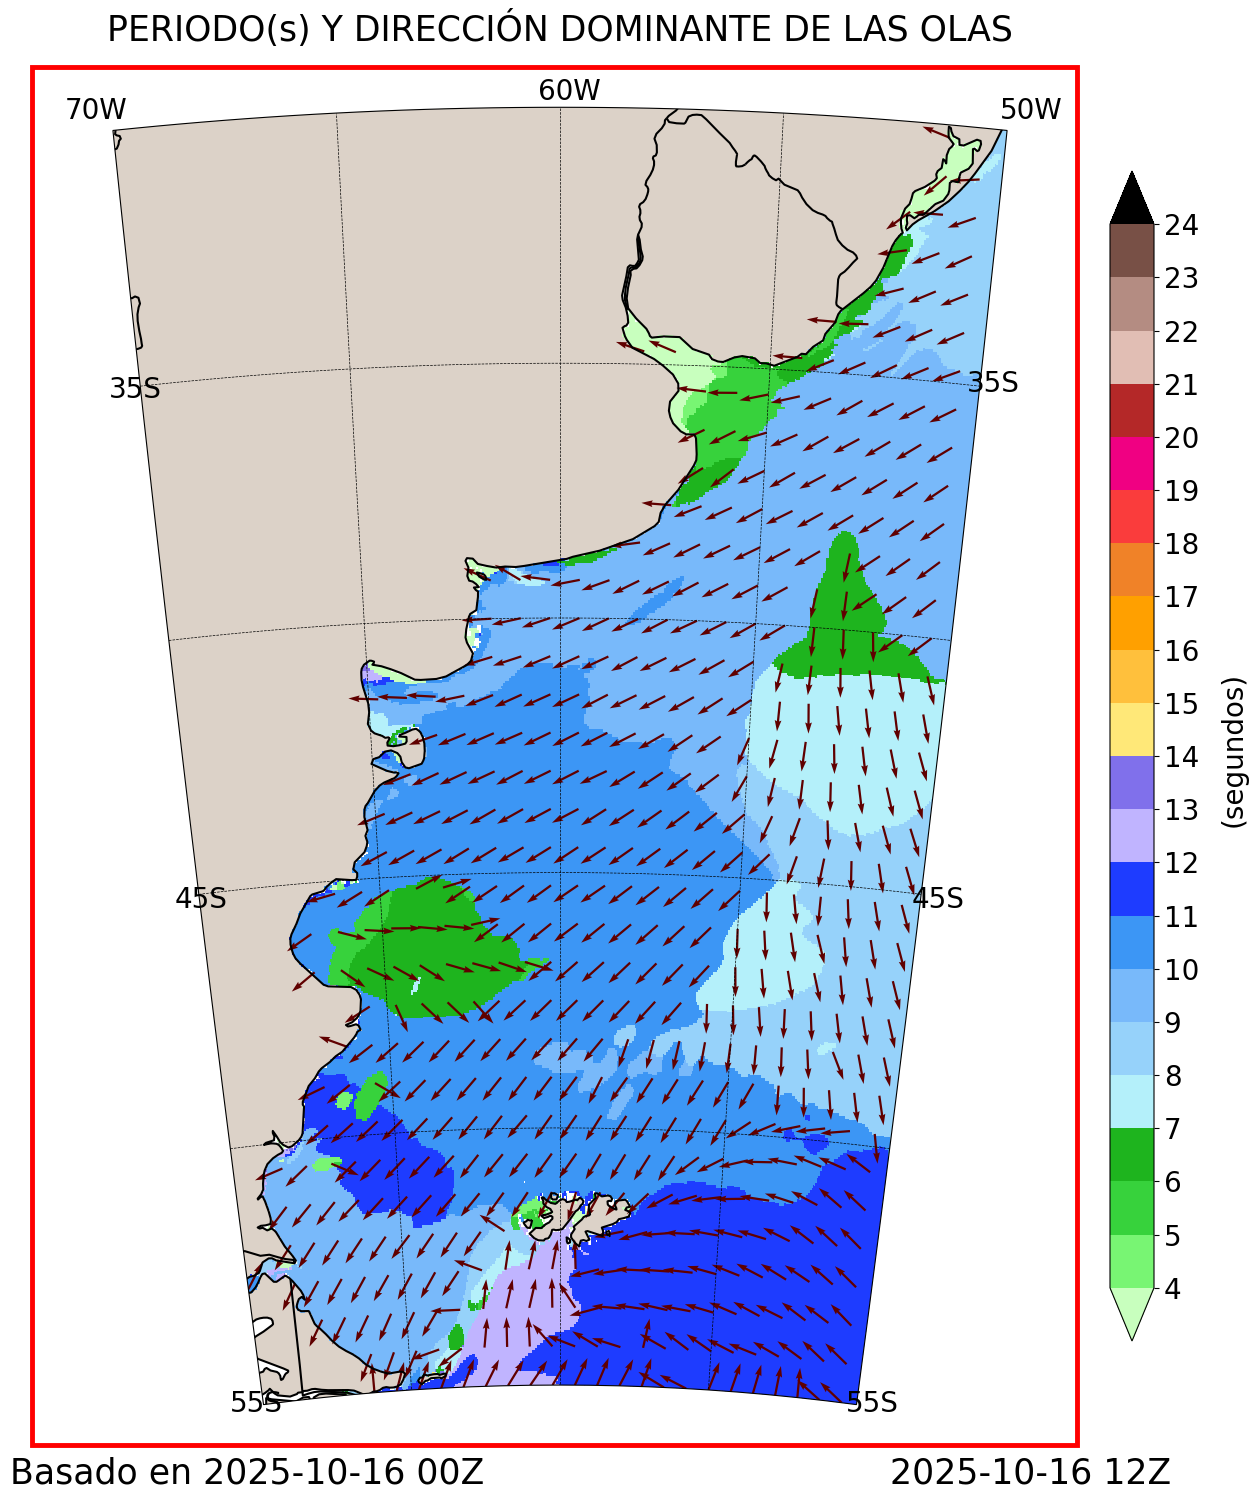 PERIODO(s) Y DIRECCIÓN DOMINANTE DE LAS OLAS
70W
60W
50W
35S
35S
45S
45S
55S
55S
24
23
22
21
20
19
18
17
16
15
14
13
12
11
10
9
8
7
6
5
4
(segundos)
Basado en 2025-10-16 00Z
2025-10-16 12Z